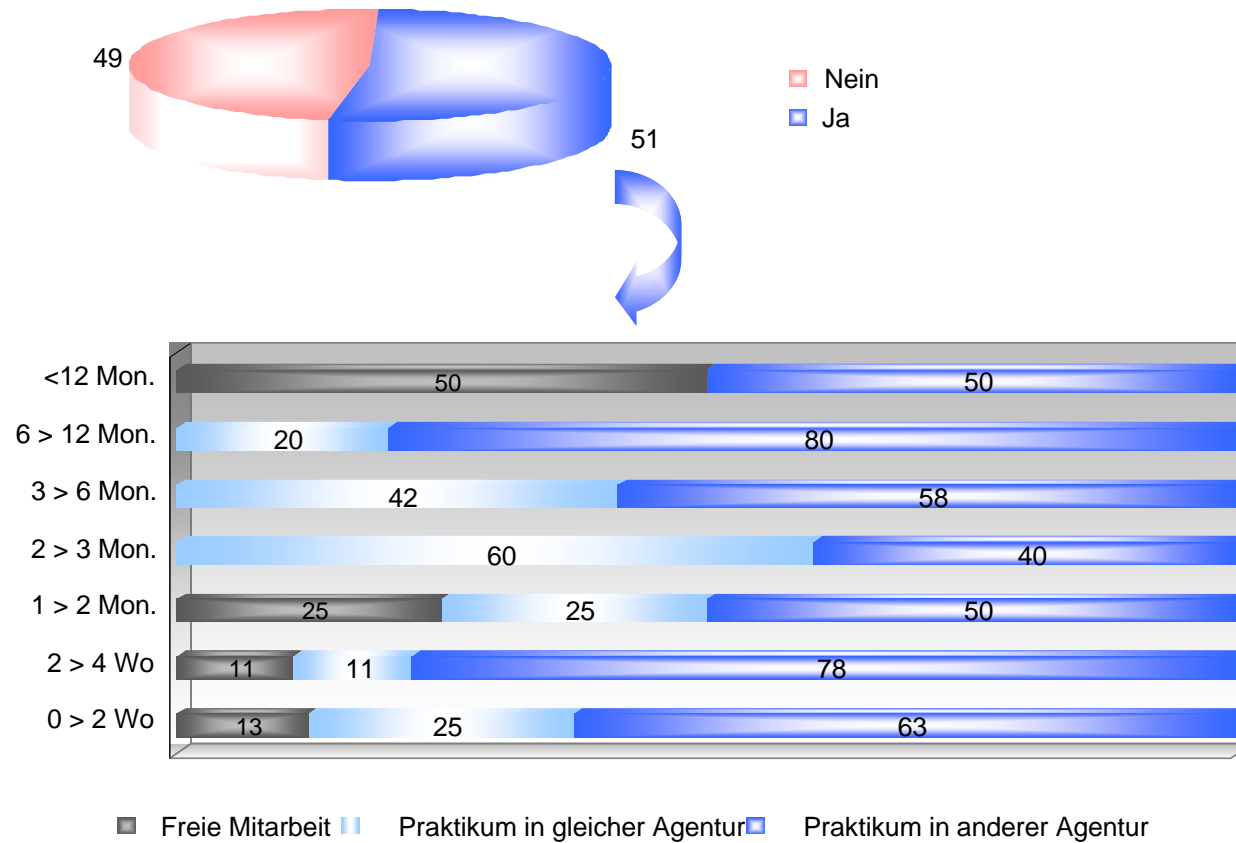 49
Nein
Ja
51
<12 Mon. 50 50
6 > 12 Mon. 20 80
3 > 6 Mon. 42 58
2 > 3 Mon. 60 40
1 > 2 Mon. 25 25 50
2 > 4 Wo 11 11 78
0 > 2 Wo 13 25 63
Freie Mitarbeit Praktikum in gleicher Agentur Praktikum in anderer Agentur